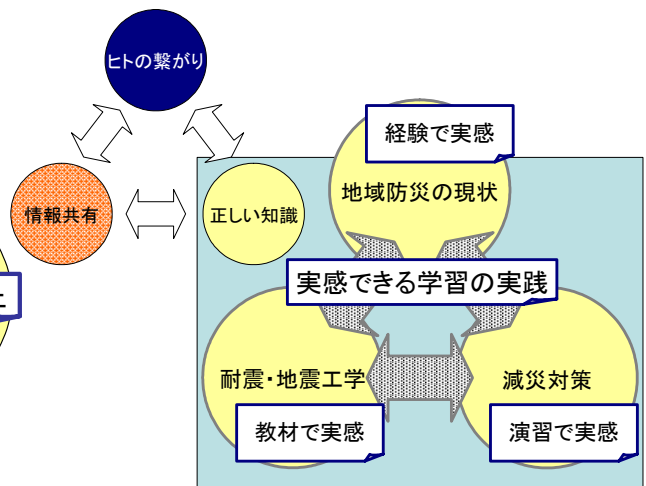 ヒトの繋がり
経験で実感
地域防災の現状
情報共有
正しい知識
実感できる学習の実践
耐震・地震工学
減災対策
教材で実感
演習で実感